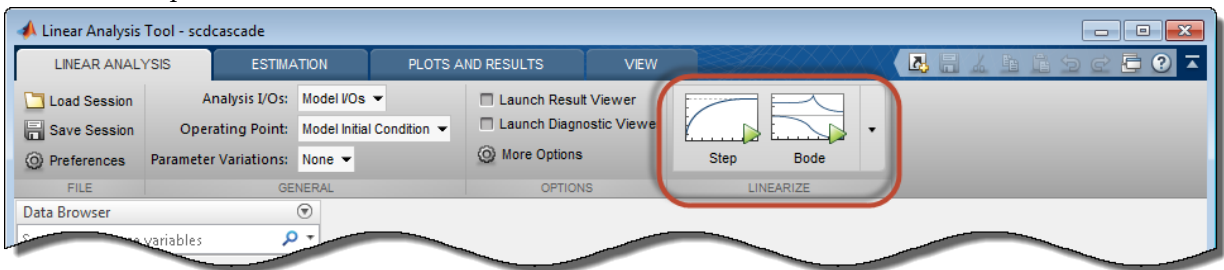 Linear Analysis Tool - scdcascade
LINEAR ANALYSIS ESTIMATION PLOTS AND RESULTS VIEW
Load Session Analysis I/Os: Model I/Os Launch Result Viewer
Save Session Operating Point: Model Initial Condition Launch Diagnostic Viewe
Preferences Parameter Variations: None More Options Step Bode
FILE GENERAL OPTIONS LINEARIZE
Data Browser
variables